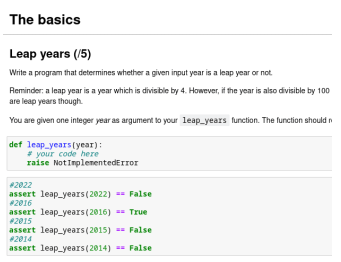 The basics
Leap years (/5)
Write a program that determines whether a given input year is a leap year or not.
Reminder: a leap year is a year which is divisible by 4. However, if the year is also divisible by 100
are leap years though.
You are given one integer year as argument to your leap_years function. The function should
def leap_years(year):
    # your code here
    raise NotImplementedError
#2022
assert leap_years(2022) == False
#2016
assert leap_years(2016) == True
#2015
assert leap_years(2015) == False
#2014
assert leap_years(2014) == False